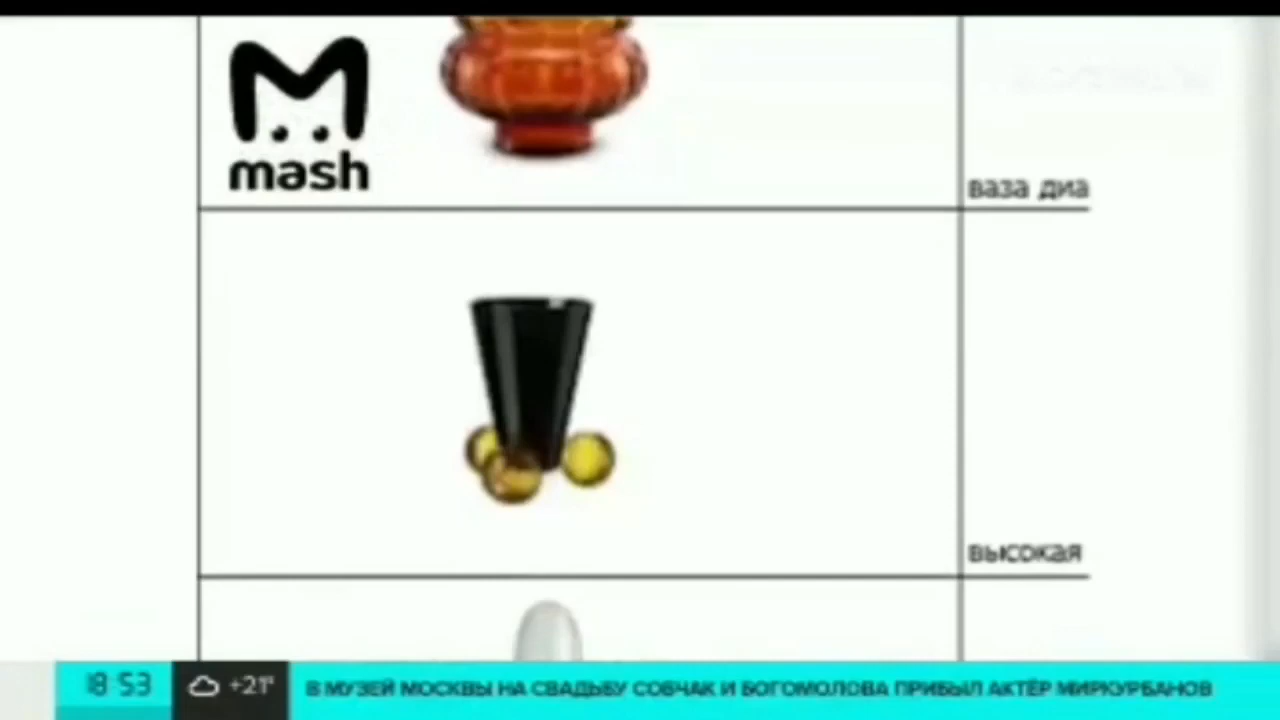 mash
ваза диа
высокая
18:53
+21°
В МУЗЕЙ МОСКВЫ НА СВАДЬБУ СОБЧАК И БОГОМОЛОВА ПРИБЫЛ АКТЁР МИРКУРБАНОВ